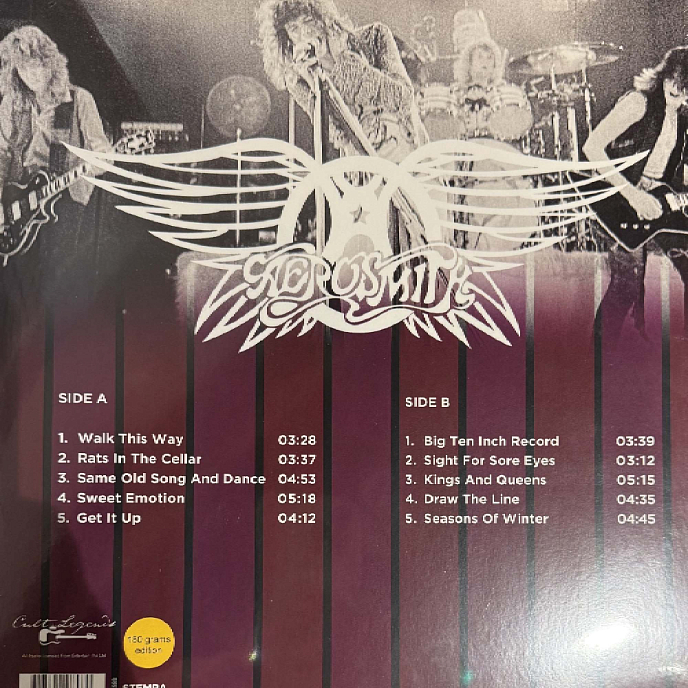 AEROSMITH
SIDE A
1. Walk This Way 03:28
2. Rats In The Cellar 03:37
3. Same Old Song And Dance 04:53
4. Sweet Emotion 05:18
5. Get It Up 04:12
SIDE B
1. Big Ten Inch Record 03:39
2. Sight For Sore Eyes 03:12
3. Kings And Queens 05:15
4. Draw The Line 04:35
5. Seasons Of Winter 04:45
Cult Legends
180 grams
edition
STEMRA